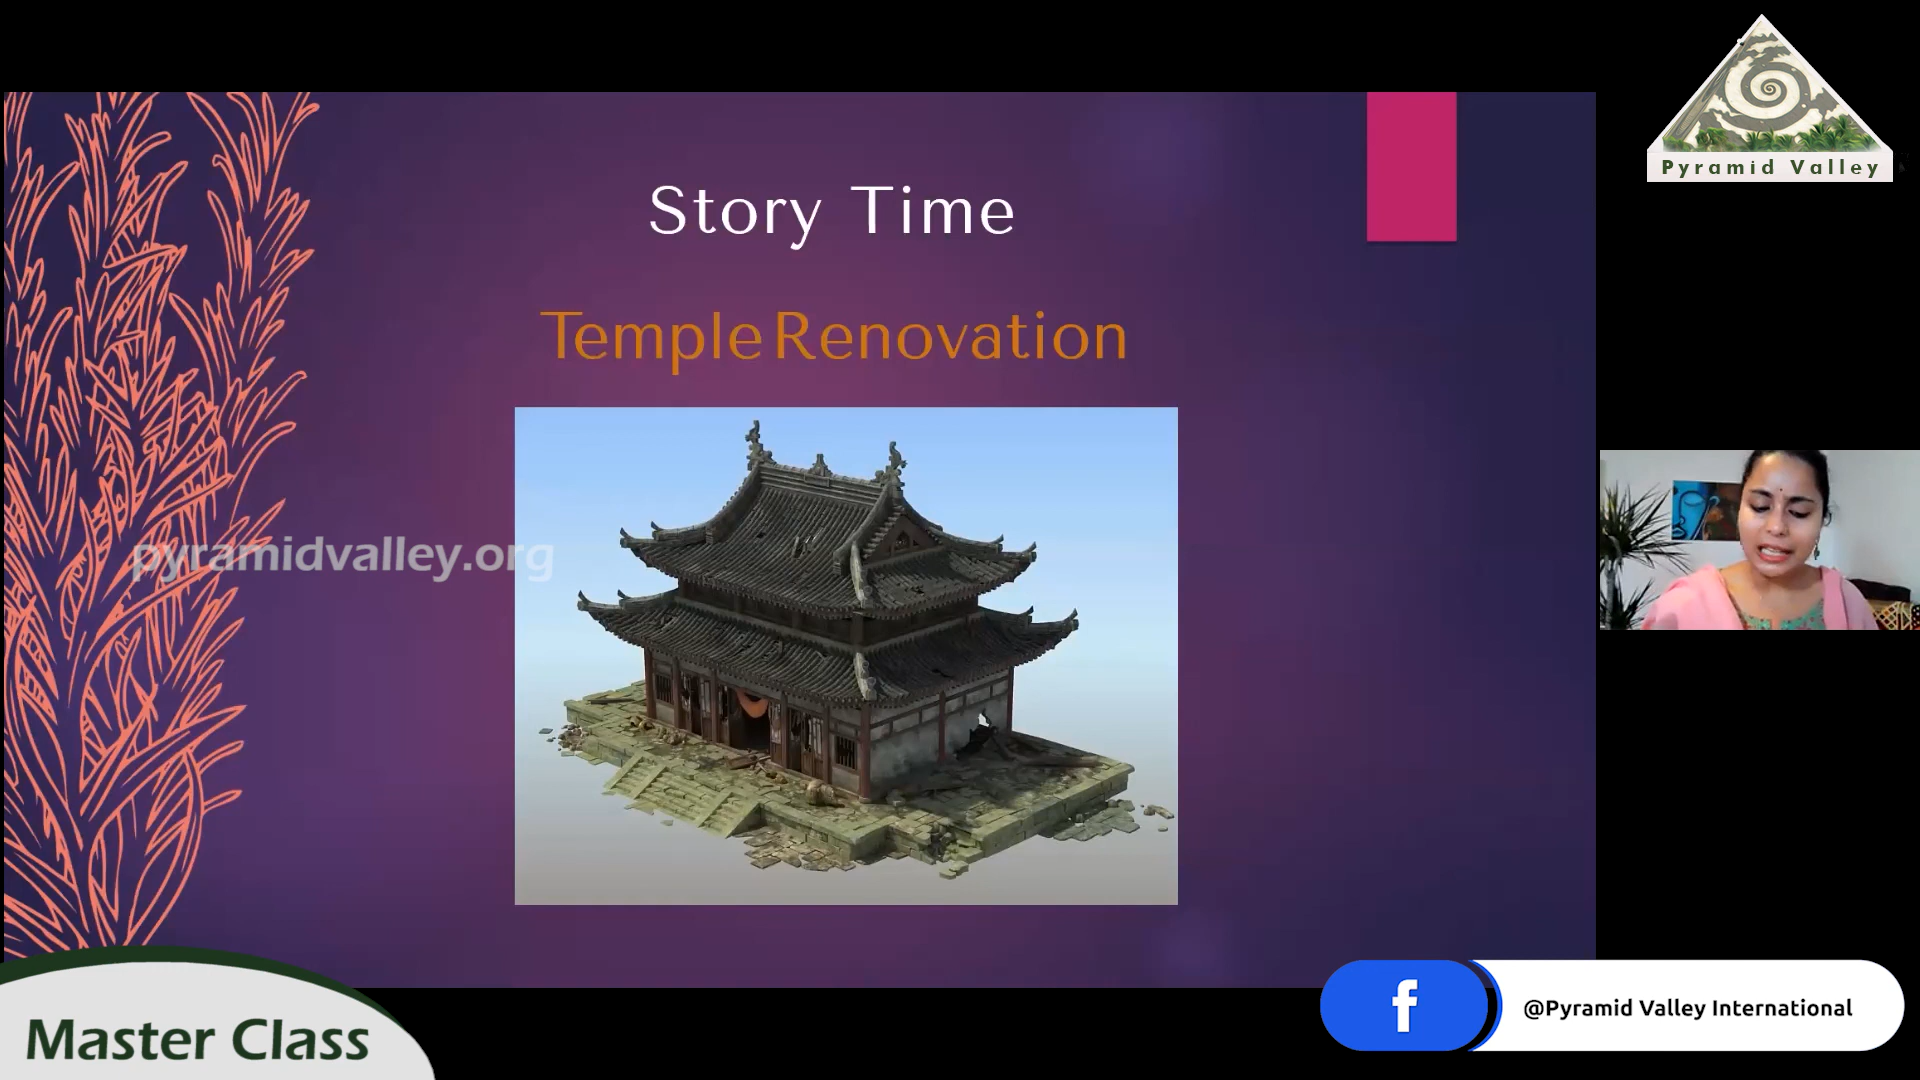 Pyramid Valley
Story Time
Temple Renovation
pyramidvalley.org
Master Class
f
@Pyramid Valley International